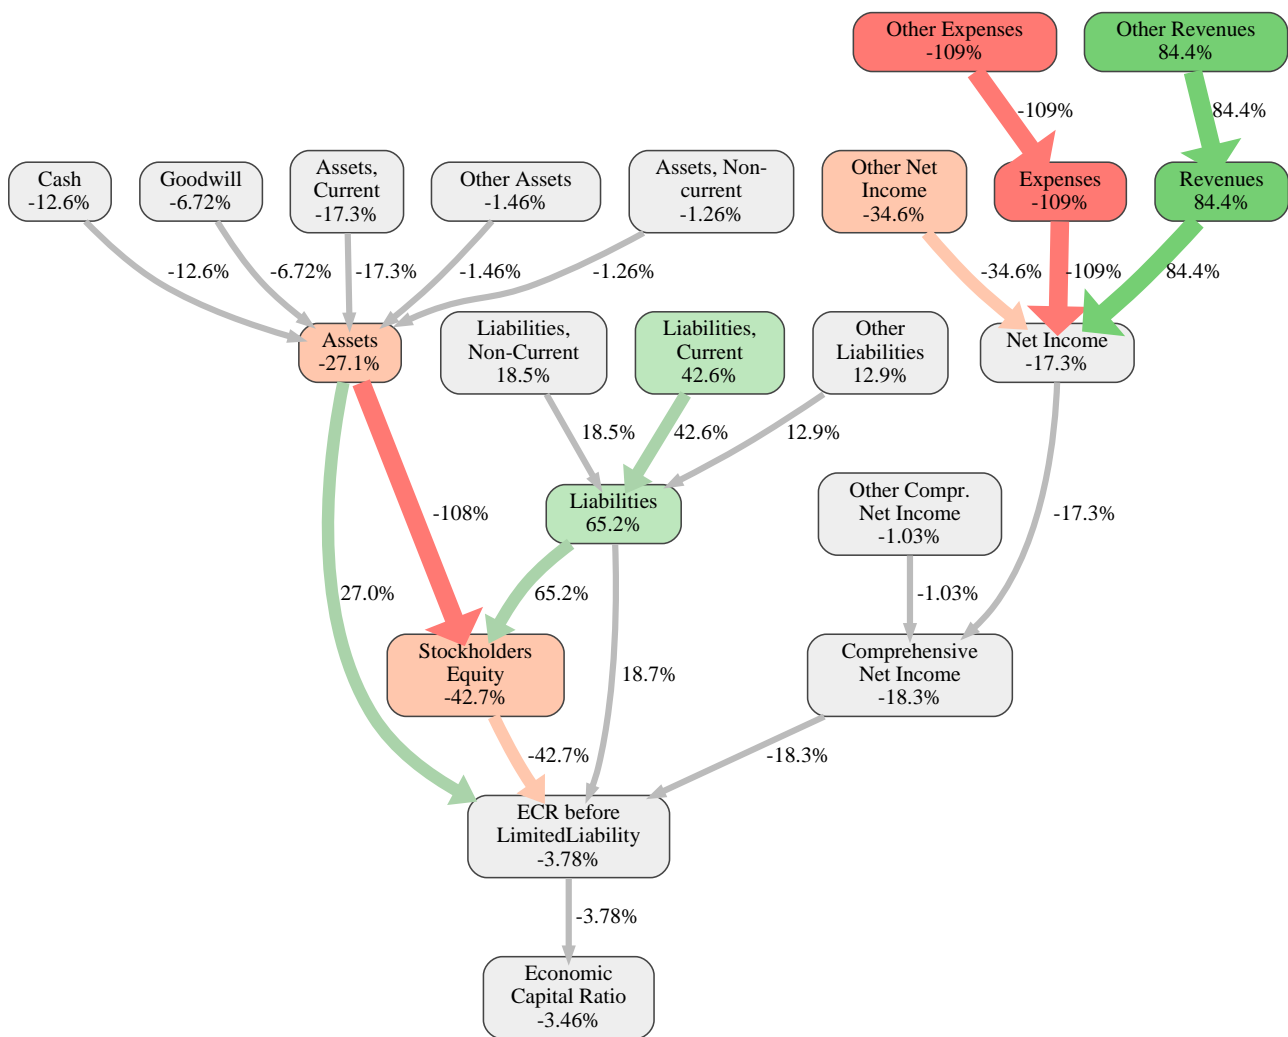 Other Expenses
-109%
Other Revenues
84.4%
-109%
84.4%
Cash
-12.6%
Goodwill
-6.72%
Assets,
Current
-17.3%
Other Assets
-1.46%
Assets, Non-
current
-1.26%
Other Net
Income
-34.6%
Expenses
-109%
Revenues
84.4%
-12.6%
-6.72%
-17.3%
-1.46%
-1.26%
-34.6%
-109%
84.4%
Assets
-27.1%
Liabilities,
Non-Current
18.5%
Liabilities,
Current
42.6%
Other
Liabilities
12.9%
Net Income
-17.3%
18.5%
42.6%
12.9%
Liabilities
65.2%
Other Compr.
Net Income
-1.03%
-108%
-17.3%
27.0%
65.2%
-1.03%
Stockholders
Equity
-42.7%
18.7%
Comprehensive
Net Income
-18.3%
-42.7%
-18.3%
ECR before
LimitedLiability
-3.78%
-3.78%
Economic
Capital Ratio
-3.46%